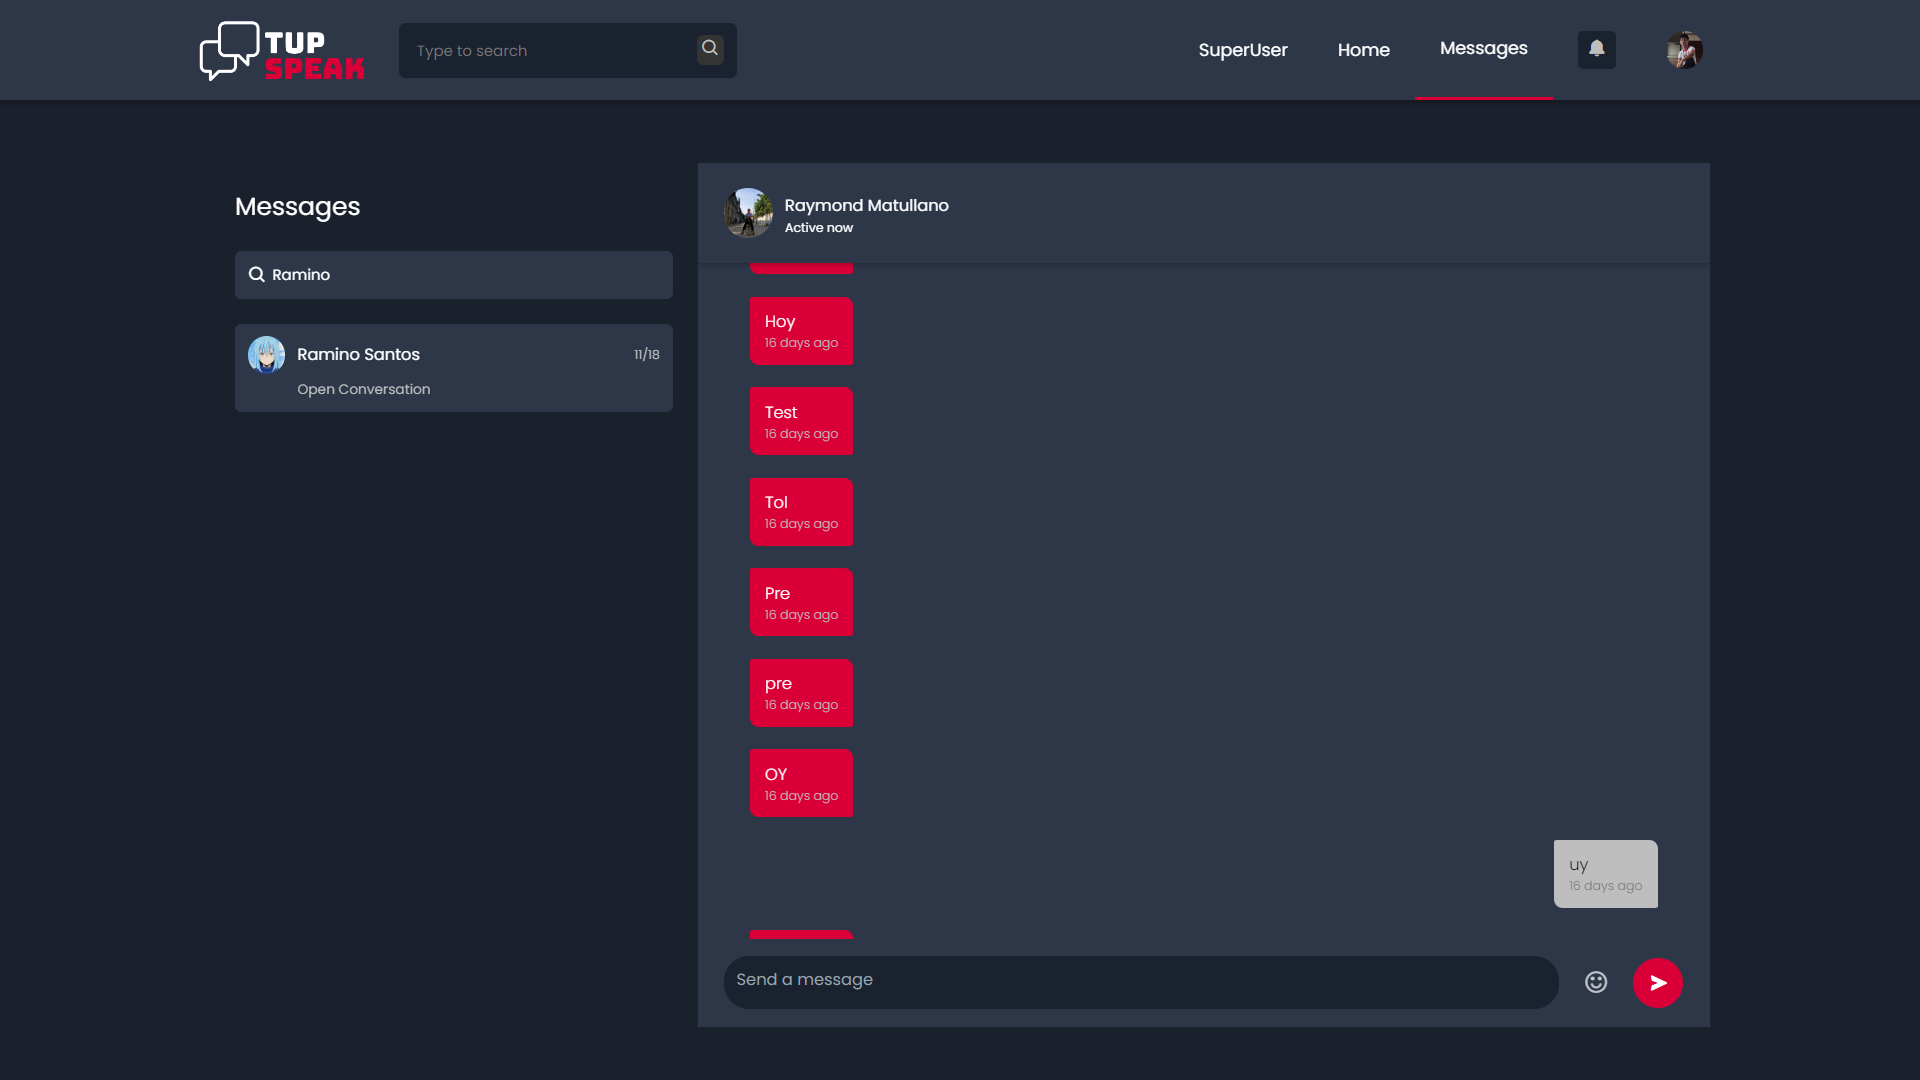 TUP
SPEAK
Type to search
SuperUser
Home
Messages
Messages
Ramino
Ramino Santos
11/18
Open Conversation
Raymond Matullano
Active now
Hoy
16 days ago
Test
16 days ago
Tol
16 days ago
Pre
16 days ago
pre
16 days ago
OY
16 days ago
uy
16 days ago
Send a message